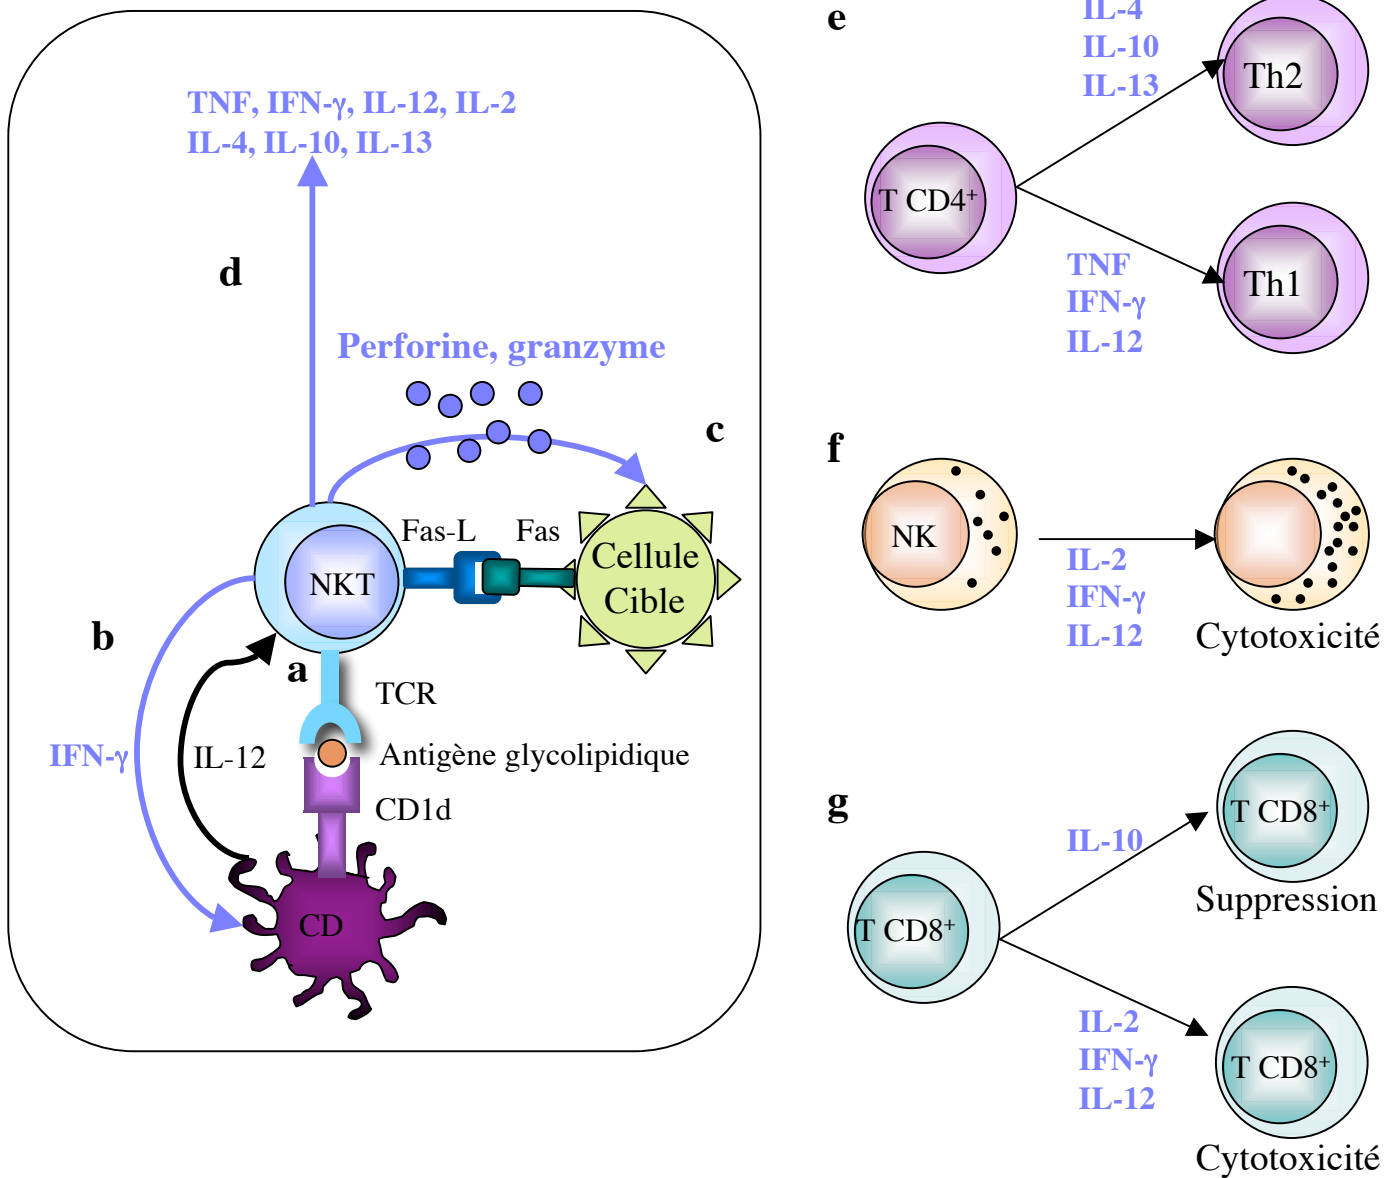 TNF, IFN-γ, IL-12, IL-2
IL-4, IL-10, IL-13
d
Perforine, granzyme
c
Fas-L
Fas
NKT
Cellule
Cible
b
a
TCR
IFN-γ
IL-12
Antigène glycolipidique
CD1d
CD
e
IL-4
IL-10
IL-13
Th2
T CD4+
TNF
IFN-γ
IL-12
Th1
f
NK
IL-2
IFN-γ
IL-12
Cytotoxicité
g
T CD8+
IL-10
T CD8+
Suppression
IL-2
IFN-γ
IL-12
T CD8+
Cytotoxicité